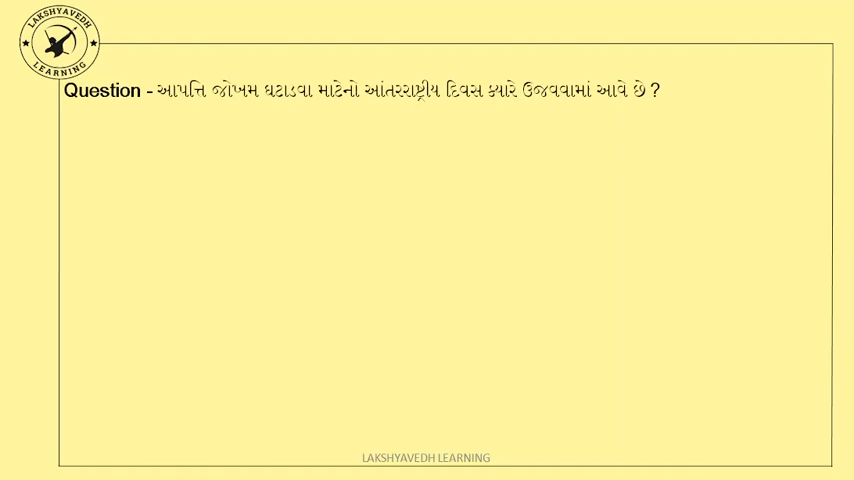 LAKSHYAVEDH
LEARNING
Question - આપત્તિ જોખમ ઘટાડવા માટેનો આંતરરાષ્ટ્રીય દિવસ ક્યારે ઉજવવામાં આવે છે ?
LAKSHYAVEDH LEARNING